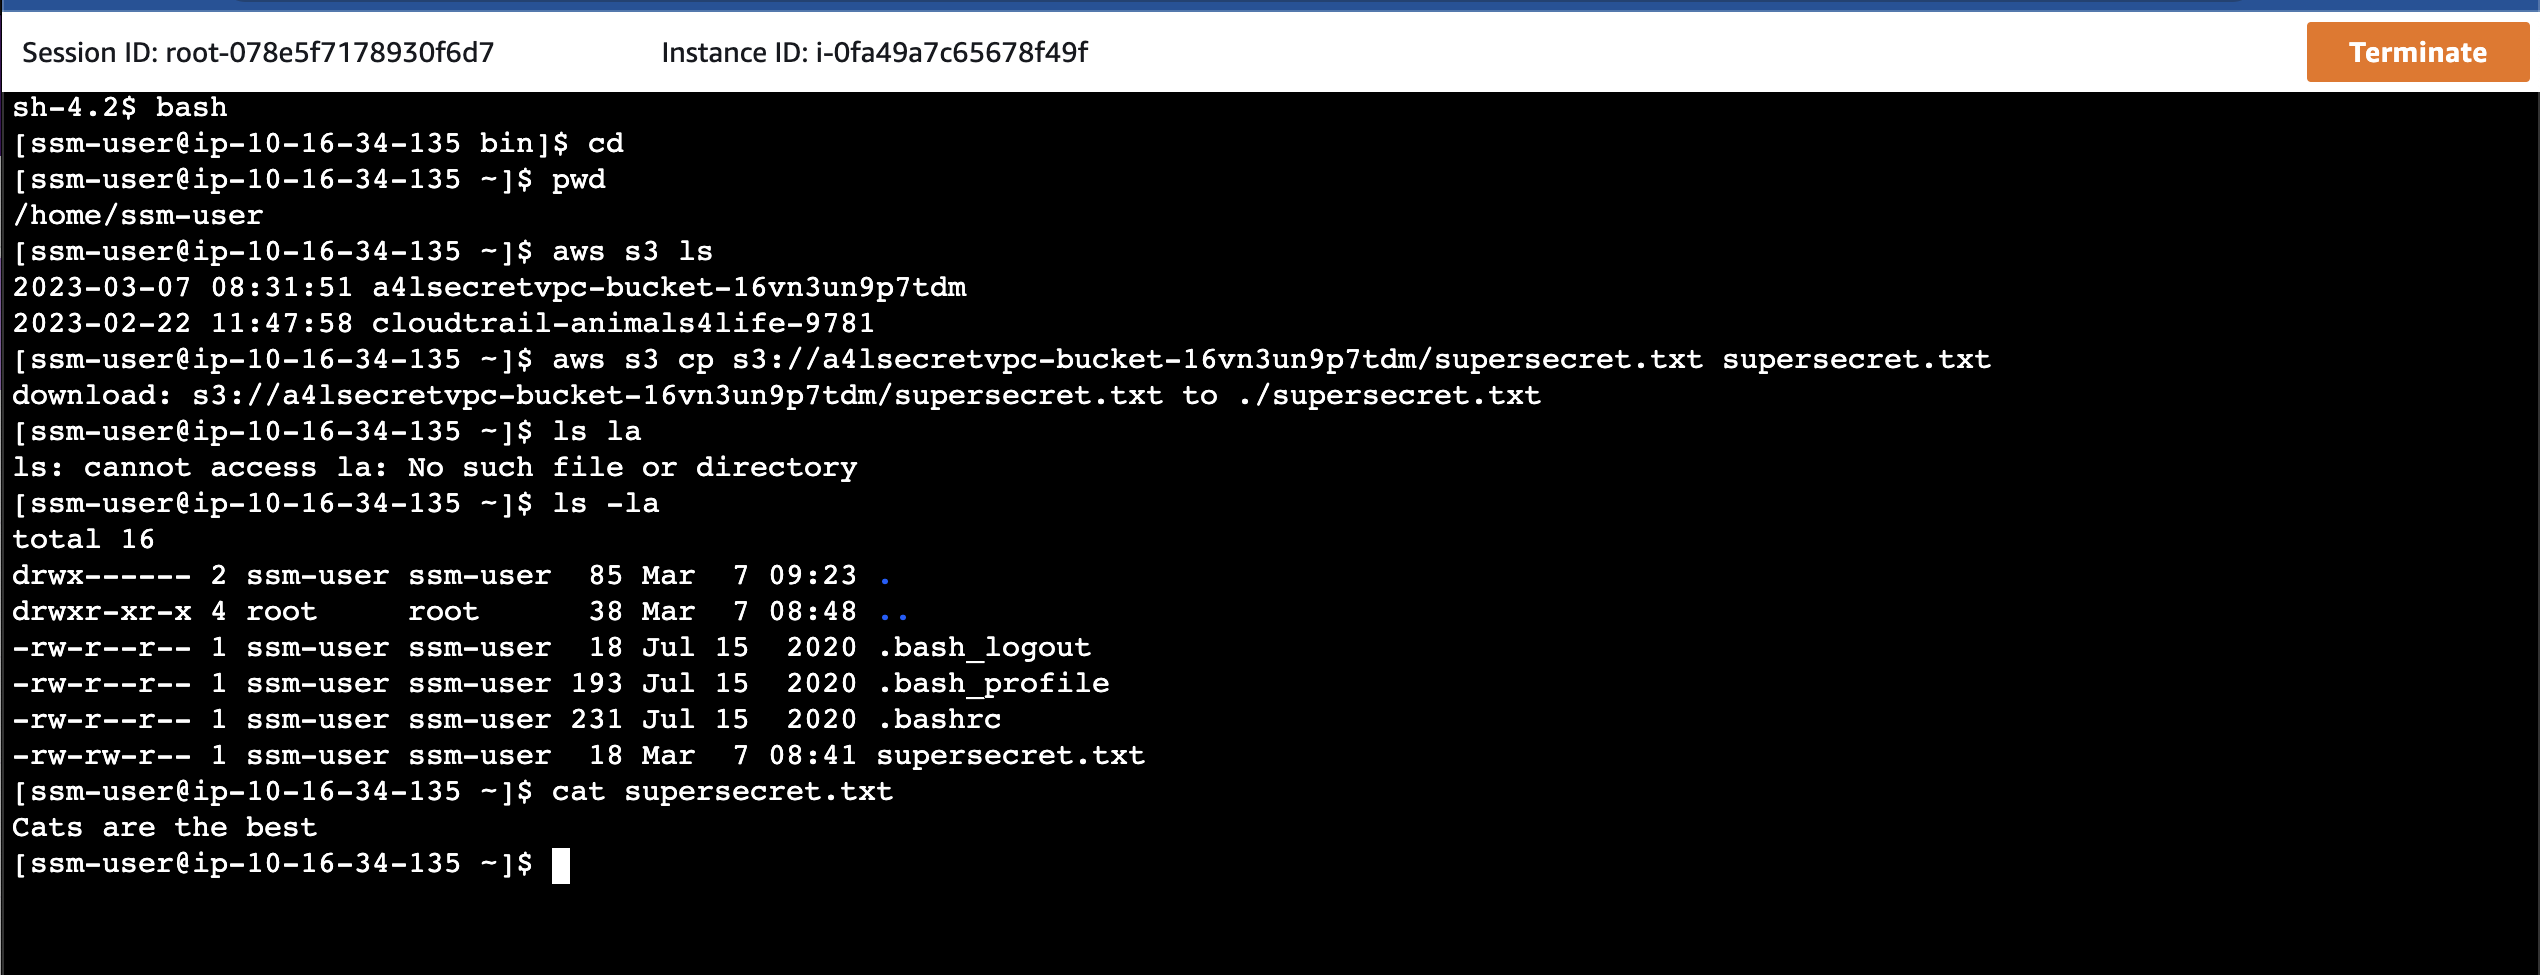 Session ID: root-078e5f7178930f6d7 Instance ID: i-0fa49a7c65678f49f Terminate
sh-4.2$ bash
[ssm-user@ip-10-16-34-135 bin]$ cd
[ssm-user@ip-10-16-34-135 ~]$ pwd
/home/ssm-user
[ssm-user@ip-10-16-34-135 ~]$ aws s3 ls
2023-03-07 08:31:51 a4lsecretvpc-bucket-16vn3un9p7tdm
2023-02-22 11:47:58 cloudtrail-animals4life-9781
[ssm-user@ip-10-16-34-135 ~]$ aws s3 cp s3://a4lsecretvpc-bucket-16vn3un9p7tdm/supersecret.txt supersecret.txt
download: s3://a4lsecretvpc-bucket-16vn3un9p7tdm/supersecret.txt to ./supersecret.txt
[ssm-user@ip-10-16-34-135 ~]$ ls la
ls: cannot access la: No such file or directory
[ssm-user@ip-10-16-34-135 ~]$ ls -la
total 16
drwx------ 2 ssm-user ssm-user  85 Mar  7 09:23 .
drwxr-xr-x 4 root     root      38 Mar  7 08:48 ..
-rw-r--r-- 1 ssm-user ssm-user  18 Jul 15  2020 .bash_logout
-rw-r--r-- 1 ssm-user ssm-user 193 Jul 15  2020 .bash_profile
-rw-r--r-- 1 ssm-user ssm-user 231 Jul 15  2020 .bashrc
-rw-rw-r-- 1 ssm-user ssm-user  18 Mar  7 08:41 supersecret.txt
[ssm-user@ip-10-16-34-135 ~]$ cat supersecret.txt
Cats are the best
[ssm-user@ip-10-16-34-135 ~]$